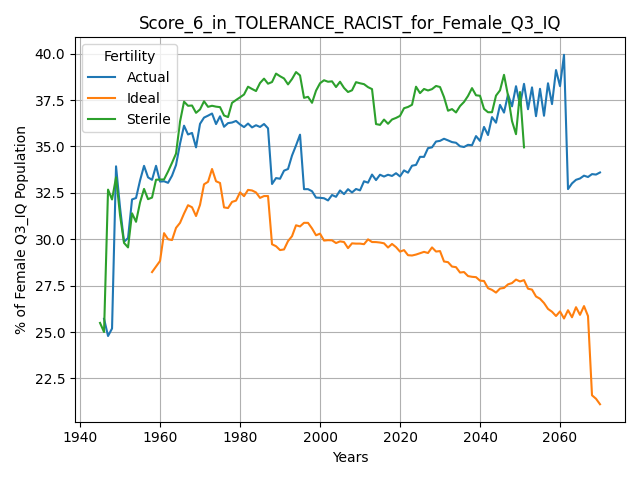 Score_6_in_TOLERANCE_RACIST_for_Female_Q3_IQ
% of Female Q3_IQ Population
40.0
37.5
35.0
32.5
30.0
27.5
25.0
22.5
Fertility
Actual
Ideal
Sterile
1940 1960 1980 2000 2020 2040 2060
Years